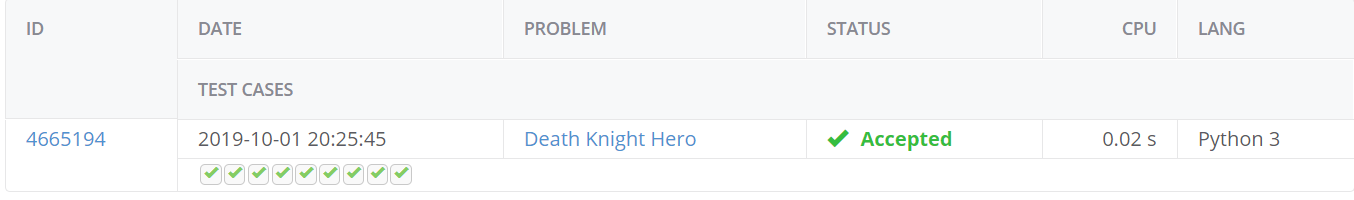 ID DATE PROBLEM STATUS CPU LANG
TEST CASES
4665194 2019-10-01 20:25:45 Death Knight Hero Accepted 0.02 s Python 3